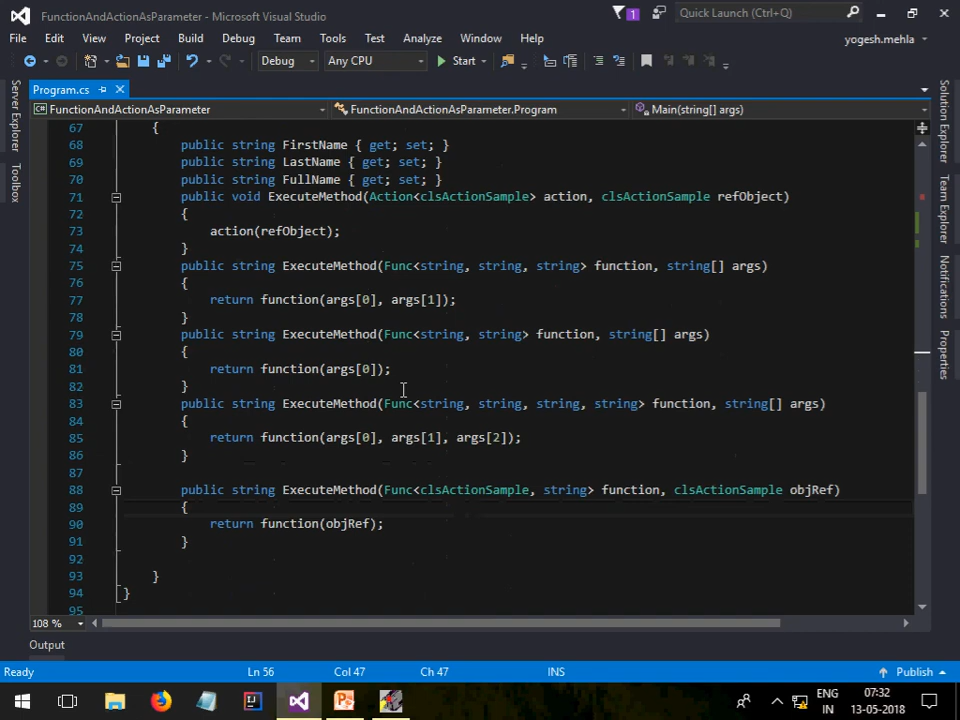 FunctionAndActionAsParameter - Microsoft Visual Studio
1
Quick Launch (Ctrl+Q)
File Edit View Project Build Debug Team Tools Test Analyze Window Help
yogesh.mehla
Debug Any CPU Start
Server Explorer
Toolbox
Program.cs
FunctionAndActionAsParameter FunctionAndActionAsParameter.Program Main(string[] args)
67 {
68 public string FirstName { get; set; }
69 public string LastName { get; set; }
70 public string FullName { get; set; }
71 public void ExecuteMethod(Action<clsActionSample> action, clsActionSample refObject)
72 {
73 action(refObject);
74 }
75 public string ExecuteMethod(Func<string, string, string> function, string[] args)
76 {
77 return function(args[0], args[1]);
78 }
79 public string ExecuteMethod(Func<string, string> function, string[] args)
80 {
81 return function(args[0]);
82 }
83 public string ExecuteMethod(Func<string, string, string, string> function, string[] args)
84 {
85 return function(args[0], args[1], args[2]);
86 }
87
88 public string ExecuteMethod(Func<clsActionSample, string> function, clsActionSample objRef)
89 {
90 return function(objRef);
91 }
92
93 }
94 }
95
Solution Explorer
Team Explorer
Notifications
Properties
108 %
Output
Ready Ln 56 Col 47 Ch 47 INS Publish
ENG 07:32
IN 13-05-2018